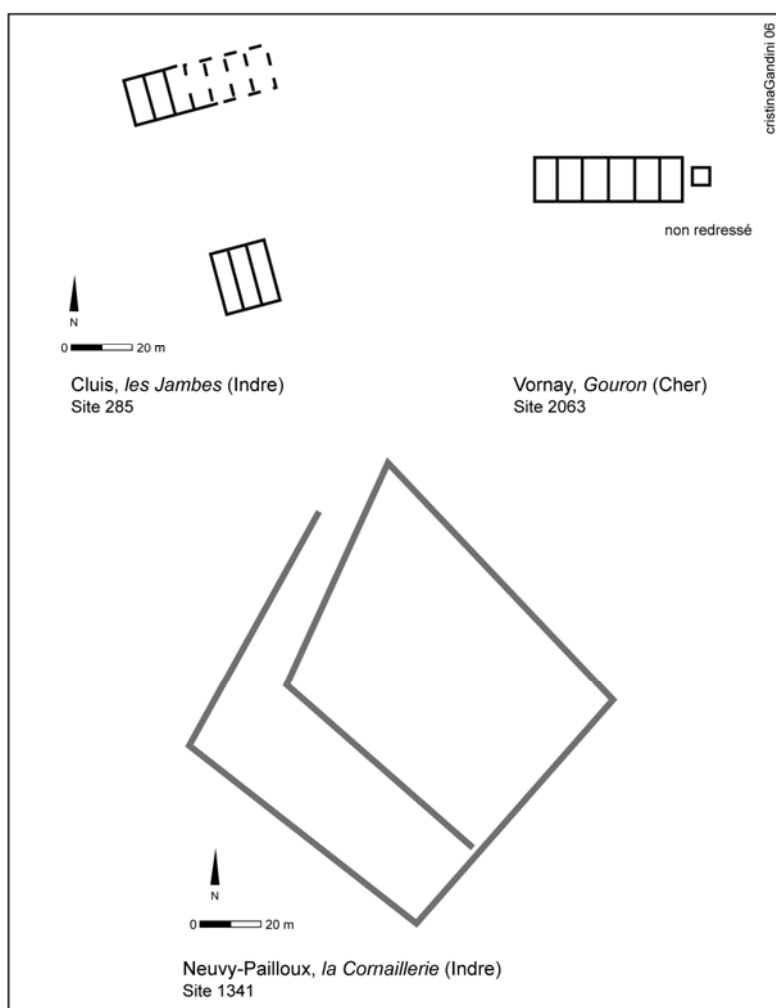 cristinaGandini 06
non redressé
N
0 20 m
Cluis, les Jambes (Indre)
Site 285
Vornay, Gouron (Cher)
Site 2063
N
0 20 m
Neuvy-Pailloux, la Cornaillerie (Indre)
Site 1341